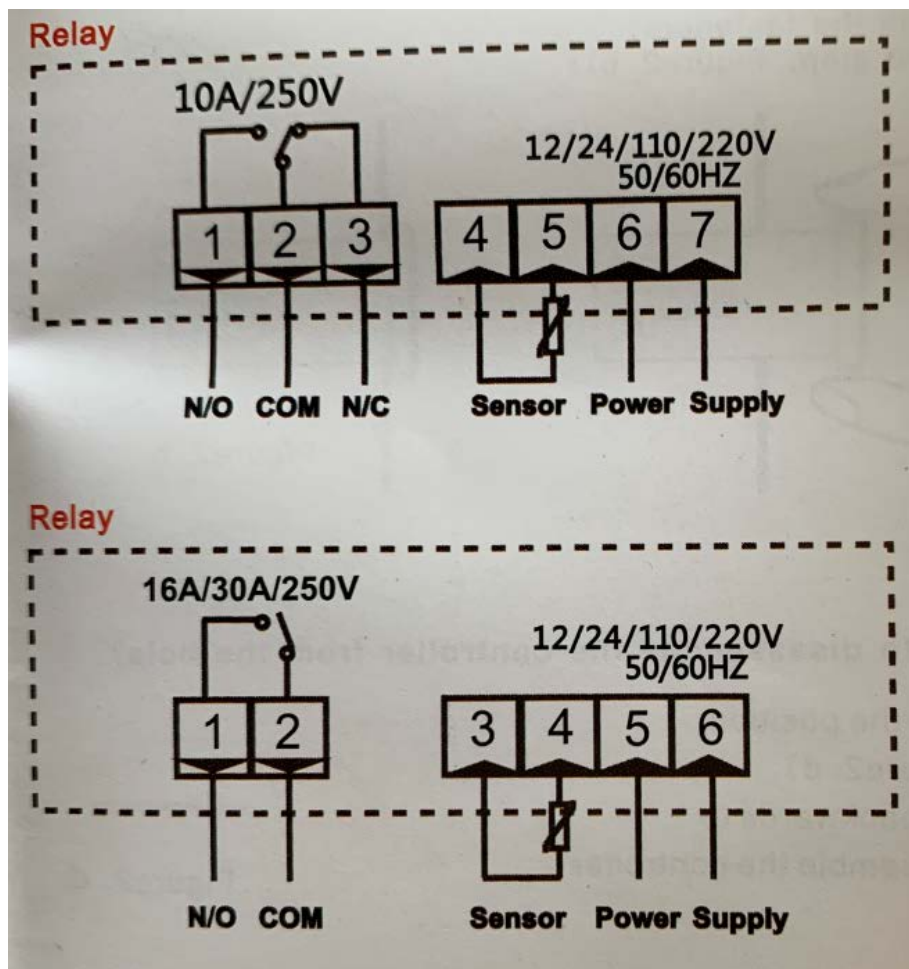 Relay
10A/250V
12/24/110/220V
50/60HZ
1 2 3 4 5 6 7
N/O COM N/C Sensor Power Supply
Relay
16A/30A/250V
12/24/110/220V
50/60HZ
1 2 3 4 5 6
N/O COM Sensor Power Supply